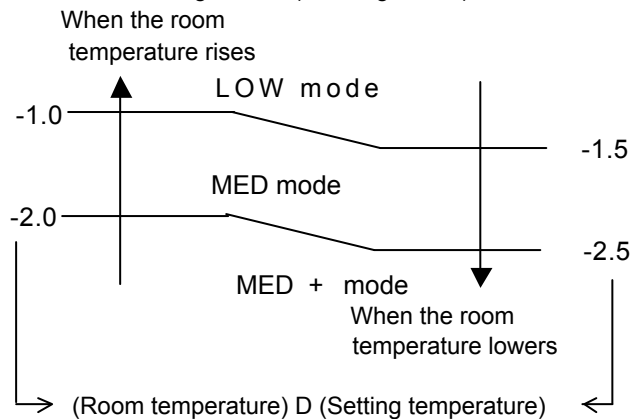 When the room
temperature rises
LOW mode
-1.0
-1.5
MED mode
-2.0
-2.5
MED + mode
When the room
temperature lowers
(Room temperature) D (Setting temperature)